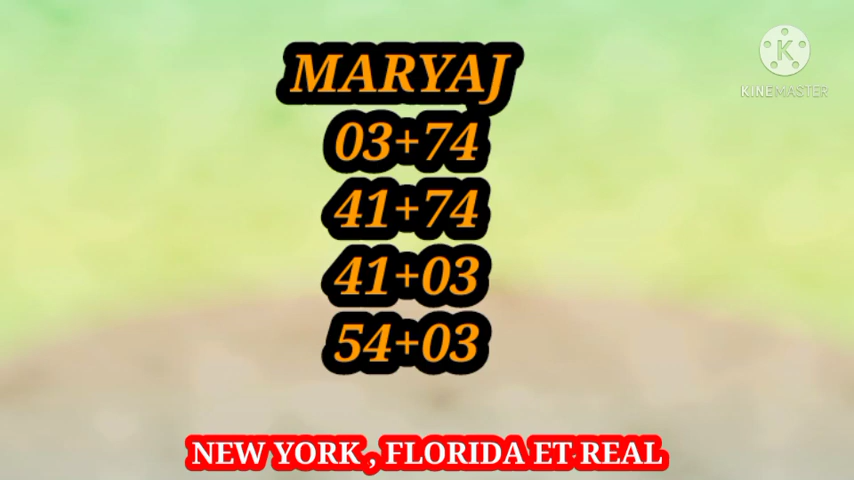 MARYAJ
03+74
41+74
41+03
54+03
NEW YORK , FLORIDA ET REAL
K
KINEMASTER